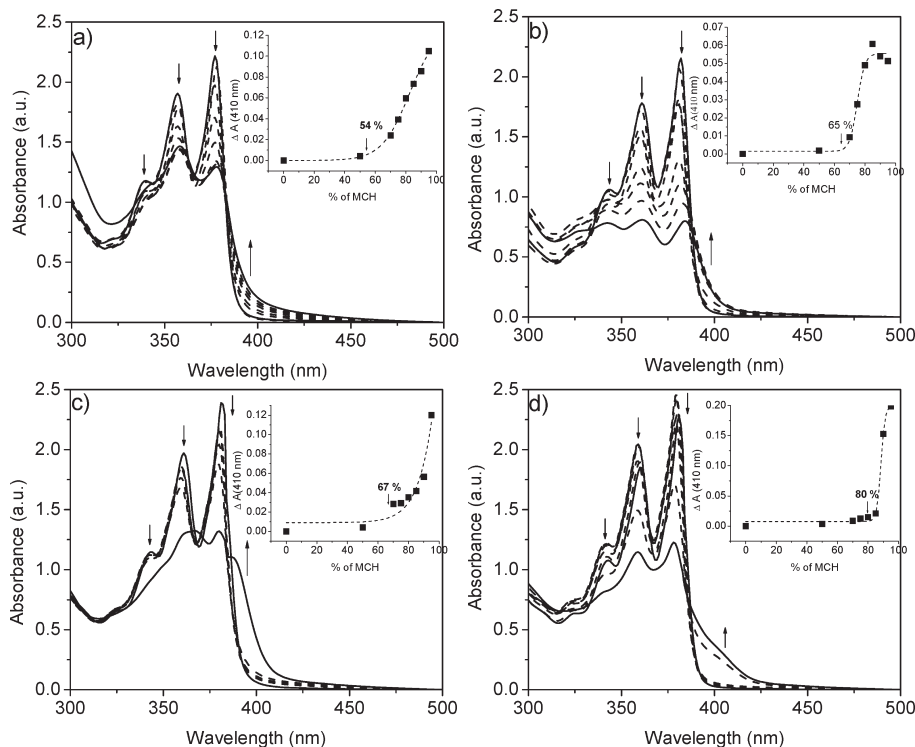 a)
Absorbance (a.u.)
2.5
2.0
1.5
1.0
0.5
0.0
300 350 400 450 500
Wavelength (nm)
Δ A (410 nm)
0.12
0.10
0.08
0.06
0.04
0.02
0.00
54 %
0 20 40 60 80 100
% of MCH
b)
Absorbance (a.u.)
2.5
2.0
1.5
1.0
0.5
0.0
300 350 400 450 500
Wavelength (nm)
Δ A(410 nm)
0.07
0.06
0.05
0.04
0.03
0.02
0.01
0.00
65 %
0 20 40 60 80 100
% of MCH
c)
Absorbance (a.u.)
2.5
2.0
1.5
1.0
0.5
0.0
300 350 400 450 500
Wavelength (nm)
Δ A(410 nm)
0.12
0.10
0.08
0.06
0.04
0.02
0.00
67 %
0 20 40 60 80 100
% of MCH
d)
Absorbance (a.u.)
2.5
2.0
1.5
1.0
0.5
0.0
300 350 400 450 500
Wavelength (nm)
Δ A (410 nm)
0.20
0.15
0.10
0.05
0.00
80 %
0 20 40 60 80 100
% of MCH